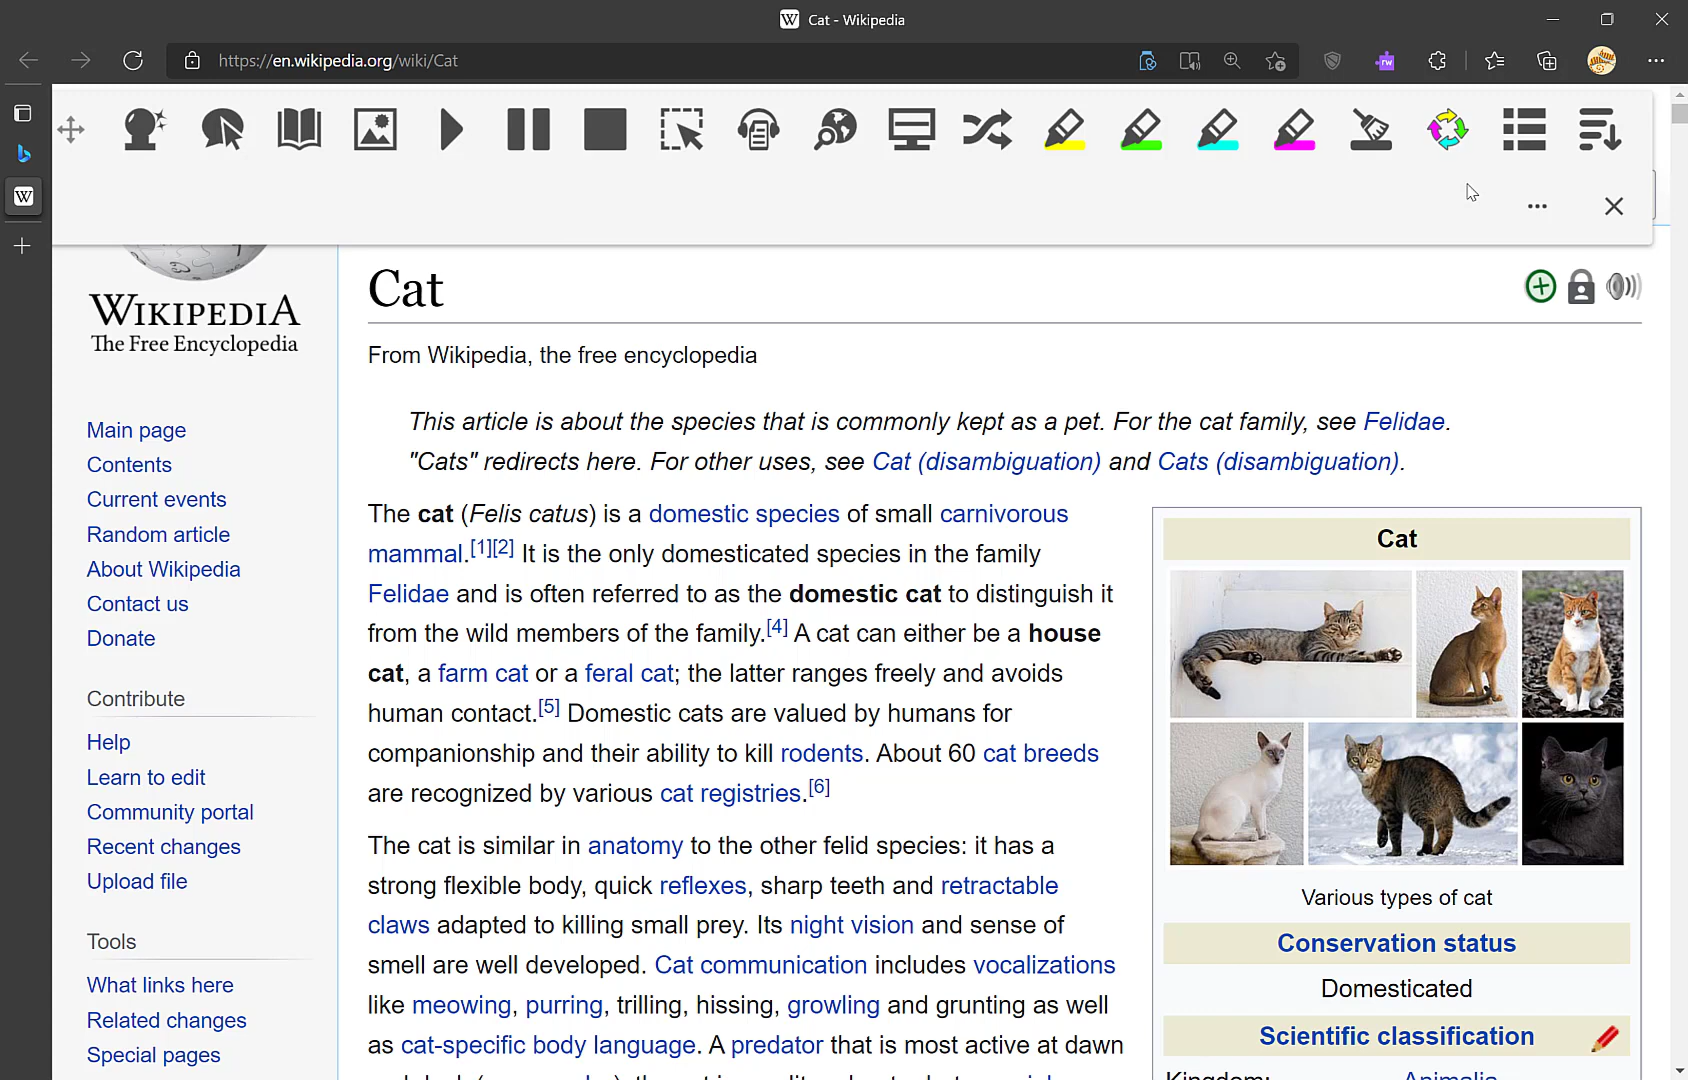 Cat - Wikipedia
https://en.wikipedia.org/wiki/Cat
rw
WIKIPEDIA
The Free Encyclopedia
Main page
Contents
Current events
Random article
About Wikipedia
Contact us
Donate
Contribute
Help
Learn to edit
Community portal
Recent changes
Upload file
Tools
What links here
Related changes
Special pages
Cat
From Wikipedia, the free encyclopedia
This article is about the species that is commonly kept as a pet. For the cat family, see Felidae.
"Cats" redirects here. For other uses, see Cat (disambiguation) and Cats (disambiguation).
The cat (Felis catus) is a domestic species of small carnivorous
mammal.[1][2] It is the only domesticated species in the family
Felidae and is often referred to as the domestic cat to distinguish it
from the wild members of the family.[4] A cat can either be a house
cat, a farm cat or a feral cat; the latter ranges freely and avoids
human contact.[5] Domestic cats are valued by humans for
companionship and their ability to kill rodents. About 60 cat breeds
are recognized by various cat registries.[6]
The cat is similar in anatomy to the other felid species: it has a
strong flexible body, quick reflexes, sharp teeth and retractable
claws adapted to killing small prey. Its night vision and sense of
smell are well developed. Cat communication includes vocalizations
like meowing, purring, trilling, hissing, growling and grunting as well
as cat-specific body language. A predator that is most active at dawn
Cat
Various types of cat
Conservation status
Domesticated
Scientific classification
Kingdom: Animalia